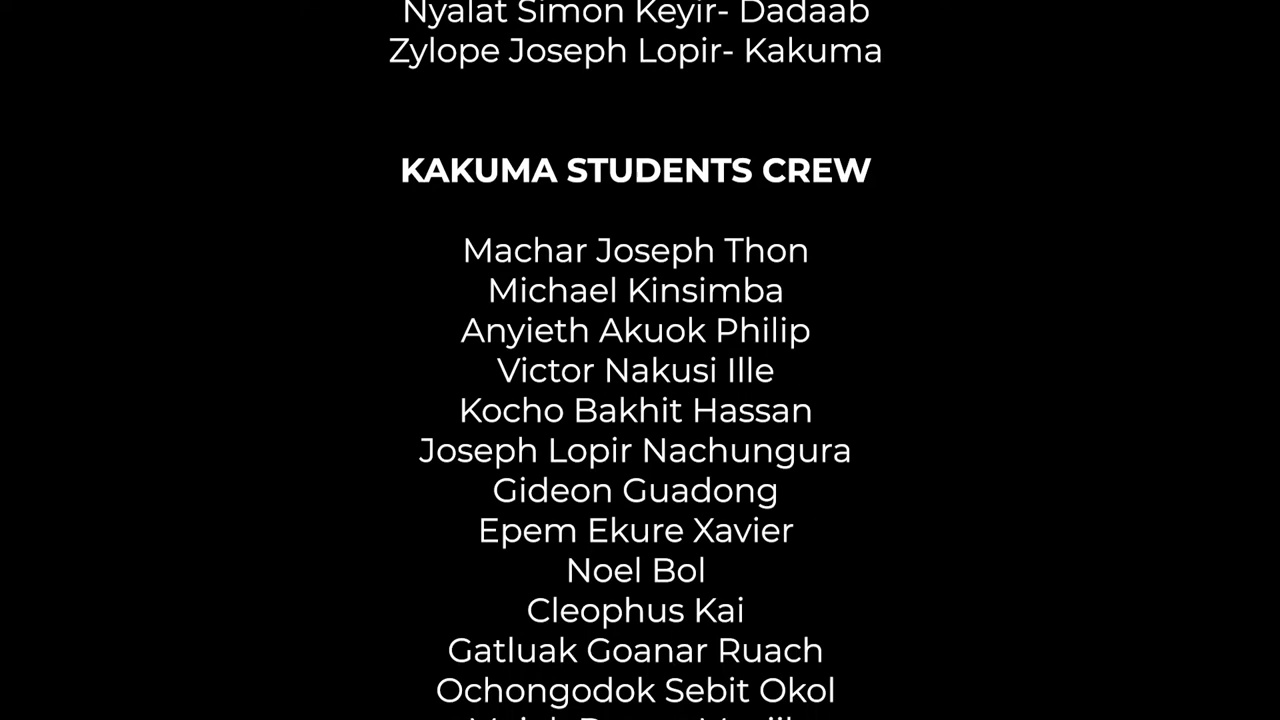 Nyalat Simon Keyir- Dadaab
Zylope Joseph Lopir- Kakuma
KAKUMA STUDENTS CREW
Machar Joseph Thon
Michael Kinsimba
Anyieth Akuok Philip
Victor Nakusi Ille
Kocho Bakhit Hassan
Joseph Lopir Nachungura
Gideon Guadong
Epem Ekure Xavier
Noel Bol
Cleophus Kai
Gatluak Goanar Ruach
Ochongodok Sebit Okol